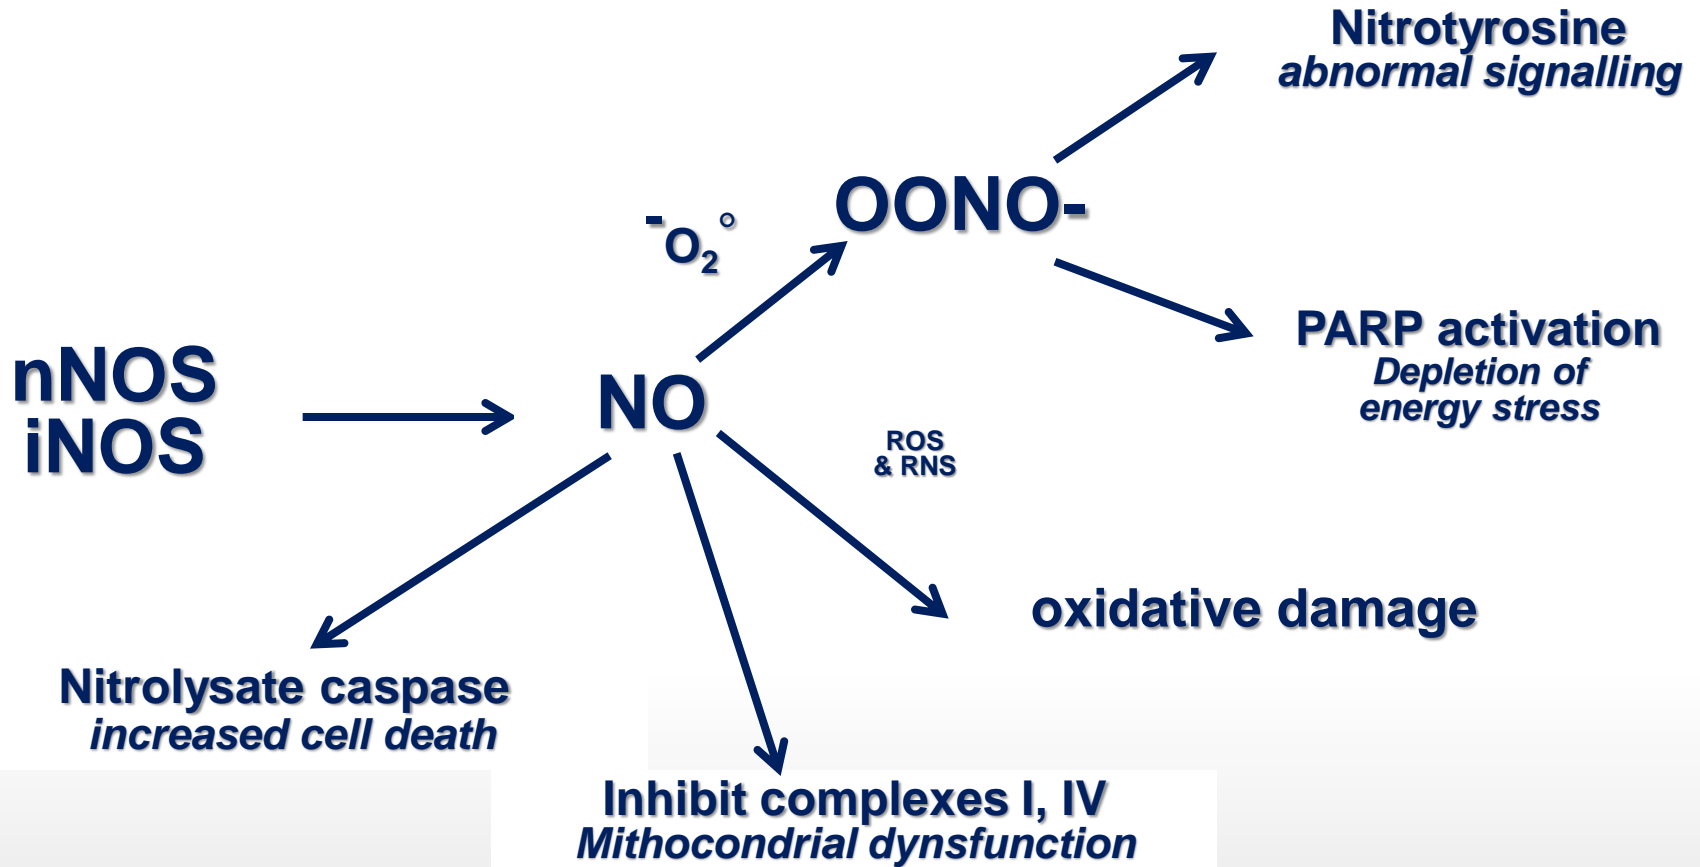 Nitrotyrosine
abnormal signalling
OONO-
-O₂°
PARP activation
Depletion of
energy stress
nNOS
iNOS
NO
ROS
& RNS
oxidative damage
Nitrolysate caspase
increased cell death
Inhibit complexes I, IV
Mithocondrial dynsfunction